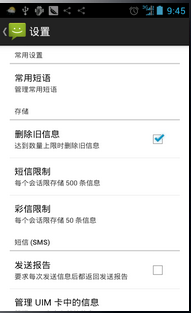 9:45
设置
常用设置
常用短语
管理常用短语
存储
删除旧信息
达到数量上限时删除旧信息
短信限制
每个会话限存储 500 条信息
彩信限制
每个会话限存储 50 条信息
短信 (SMS)
发送报告
要求每次发送信息后都返回发送报告
管理 UIM 卡中的信息